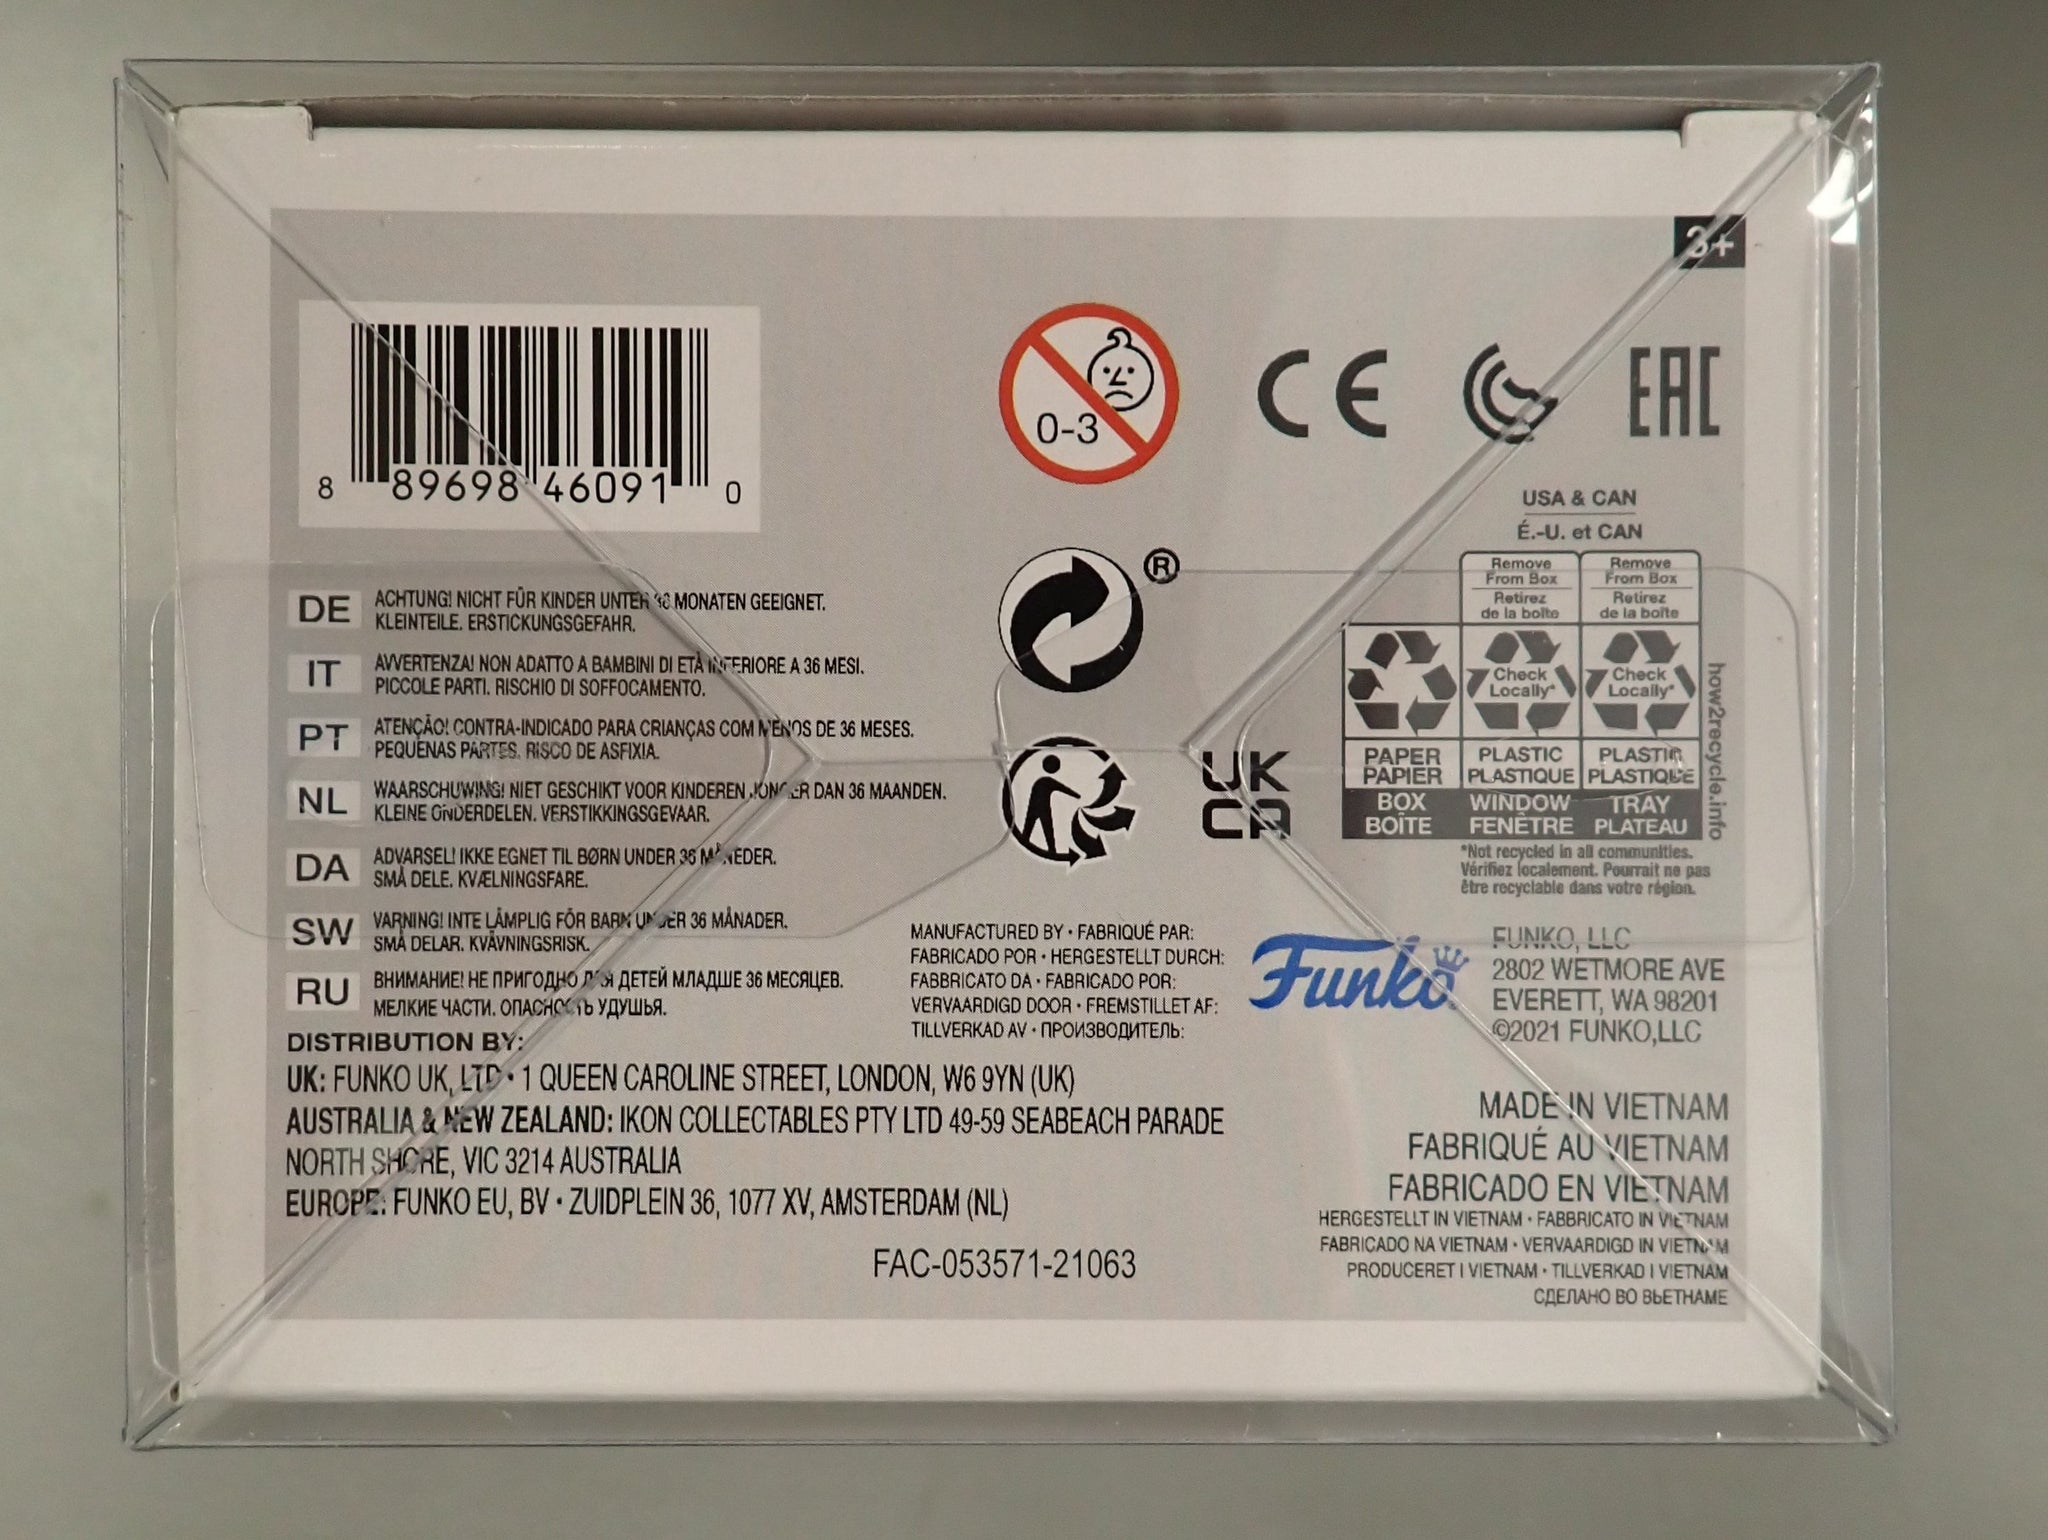 3+
8 89698 46091 0
0-3
CE
EAC
USA & CAN
É.-U. et CAN
Remove
From Box
Retirez
de la boîte
Remove
From Box
Retirez
de la boîte
Check
Locally*
Check
Locally*
PAPER
PAPIER
PLASTIC
PLASTIQUE
PLASTIC
PLASTIQUE
BOX
BOÎTE
WINDOW
FENÊTRE
TRAY
PLATEAU
how2recycle.info
*Not recycled in all communities.
Vérifiez localement. Pourrait ne pas
être recyclable dans votre région.
®
UK
CA
DE ACHTUNG! NICHT FÜR KINDER UNTER 36 MONATEN GEEIGNET.
KLEINTEILE. ERSTICKUNGSGEFAHR.
IT AVVERTENZA! NON ADATTO A BAMBINI DI ETÀ INFERIORE A 36 MESI.
PICCOLE PARTI. RISCHIO DI SOFFOCAMENTO.
PT ATENÇÃO! CONTRA-INDICADO PARA CRIANÇAS COM MENOS DE 36 MESES.
PEQUENAS PARTES. RISCO DE ASFIXIA.
NL WAARSCHUWING! NIET GESCHIKT VOOR KINDEREN JONGER DAN 36 MAANDEN.
KLEINE ONDERDELEN. VERSTIKKINGSGEVAAR.
DA ADVARSEL! IKKE EGNET TIL BØRN UNDER 36 MÅNEDER.
SMÅ DELE. KVÆLNINGSFARE.
SW VARNING! INTE LÄMPLIG FÖR BARN UNDER 36 MÅNADER.
SMÅ DELAR. KVÄVNINGSRISK.
RU ВНИМАНИЕ! НЕ ПРИГОДНО ДЛЯ ДЕТЕЙ МЛАДШЕ 36 МЕСЯЦЕВ.
МЕЛКИЕ ЧАСТИ. ОПАСНОСТЬ УДУШЬЯ.
MANUFACTURED BY • FABRIQUÉ PAR:
FABRICADO POR • HERGESTELLT DURCH:
FABBRICATO DA • FABRICADO POR:
VERVAARDIGD DOOR • FREMSTILLET AF:
TILLVERKAD AV • ПРОИЗВОДИТЕЛЬ:
Funko
FUNKO, LLC
2802 WETMORE AVE
EVERETT, WA 98201
©2021 FUNKO,LLC
DISTRIBUTION BY:
UK: FUNKO UK, LTD • 1 QUEEN CAROLINE STREET, LONDON, W6 9YN (UK)
AUSTRALIA & NEW ZEALAND: IKON COLLECTABLES PTY LTD 49-59 SEABEACH PARADE
NORTH SHORE, VIC 3214 AUSTRALIA
EUROPE: FUNKO EU, BV • ZUIDPLEIN 36, 1077 XV, AMSTERDAM (NL)
FAC-053571-21063
MADE IN VIETNAM
FABRIQUÉ AU VIETNAM
FABRICADO EN VIETNAM
HERGESTELLT IN VIETNAM • FABBRICATO IN VIETNAM
FABRICADO NA VIETNAM • VERVAARDIGD IN VIETNAM
PRODUCERET I VIETNAM • TILLVERKAD I VIETNAM
СДЕЛАНО ВО ВЬЕТНАМЕ